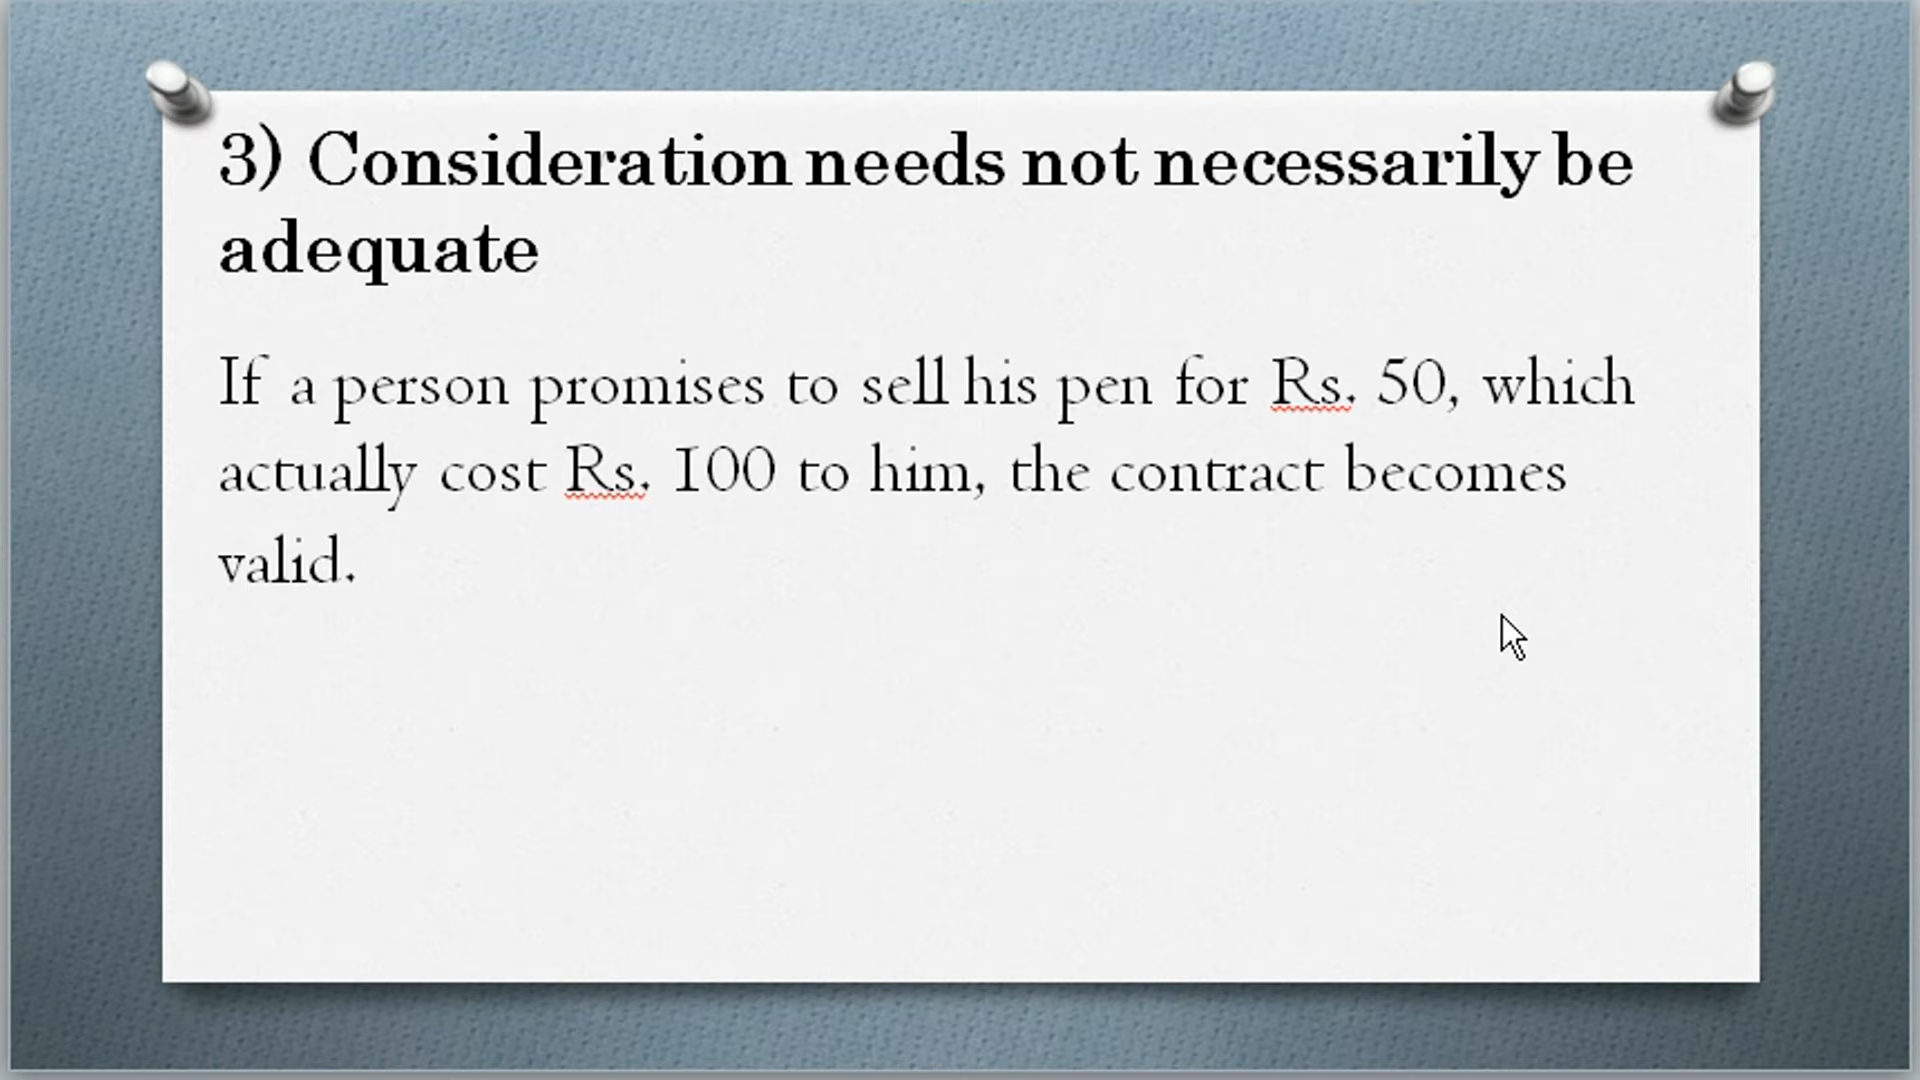 3) Consideration needs not necessarily be
adequate
If a person promises to sell his pen for Rs. 50, which
actually cost Rs. 100 to him, the contract becomes
valid.